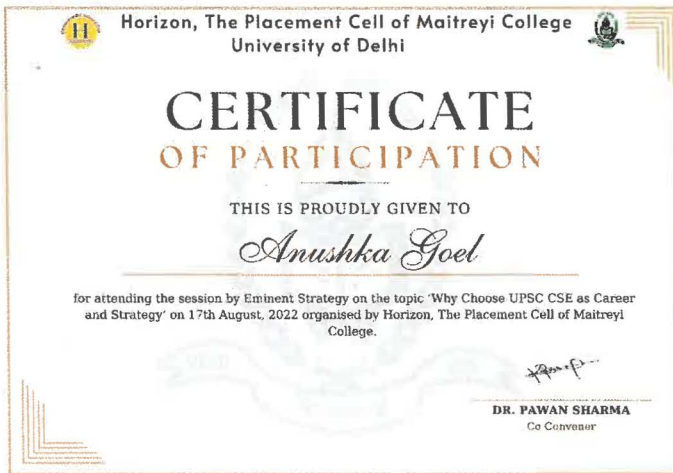 H
Horizon, The Placement Cell of Maitreyi College
University of Delhi
CERTIFICATE
OF PARTICIPATION
THIS IS PROUDLY GIVEN TO
Anushka Goel
for attending the session by Eminent Strategy on the topic 'Why Choose UPSC CSE as Career
and Strategy' on 17th August, 2022 organised by Horizon, The Placement Cell of Maitreyi
College.
DR. PAWAN SHARMA
Co Convener